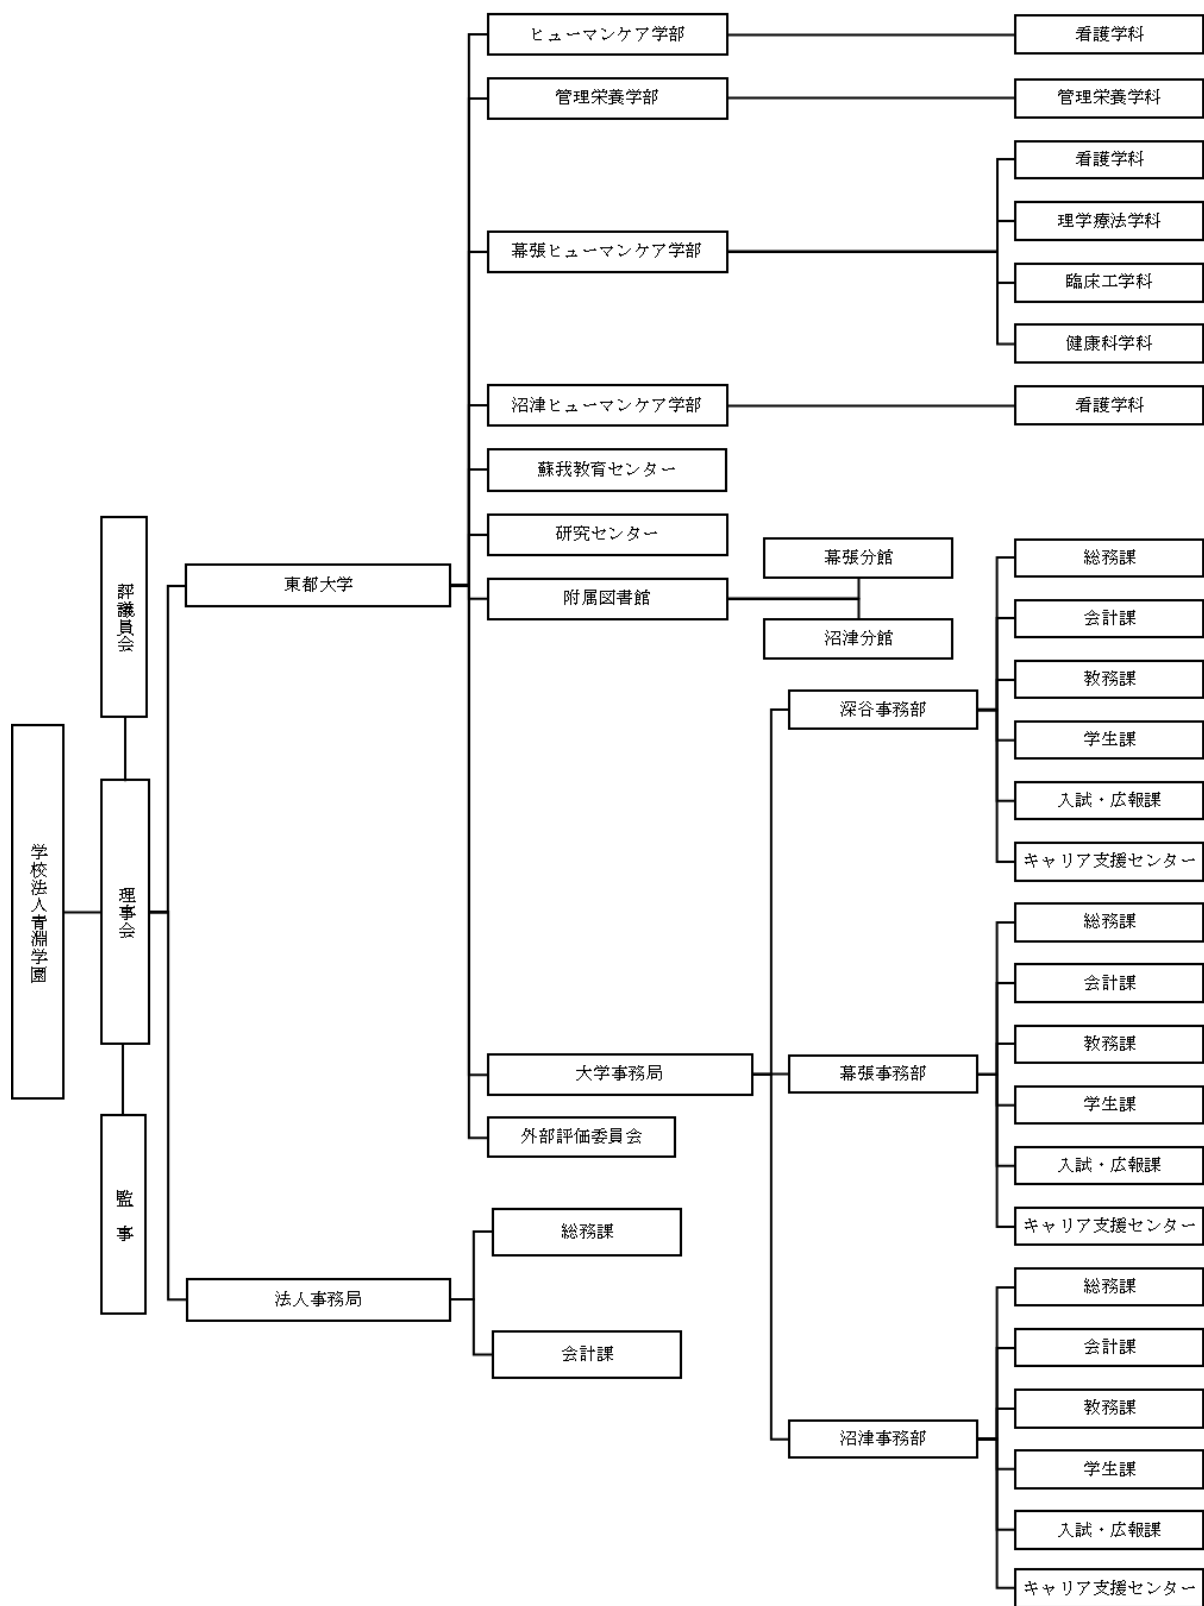 学校法人青淵学園
評議員会
理事会
監 事
東都大学
ヒューマンケア学部
看護学科
管理栄養学部
管理栄養学科
幕張ヒューマンケア学部
看護学科
理学療法学科
臨床工学科
健康科学科
沼津ヒューマンケア学部
看護学科
蘇我教育センター
研究センター
附属図書館
幕張分館
沼津分館
大学事務局
深谷事務部
総務課
会計課
教務課
学生課
入試・広報課
キャリア支援センター
幕張事務部
総務課
会計課
教務課
学生課
入試・広報課
キャリア支援センター
沼津事務部
総務課
会計課
教務課
学生課
入試・広報課
キャリア支援センター
外部評価委員会
法人事務局
総務課
会計課